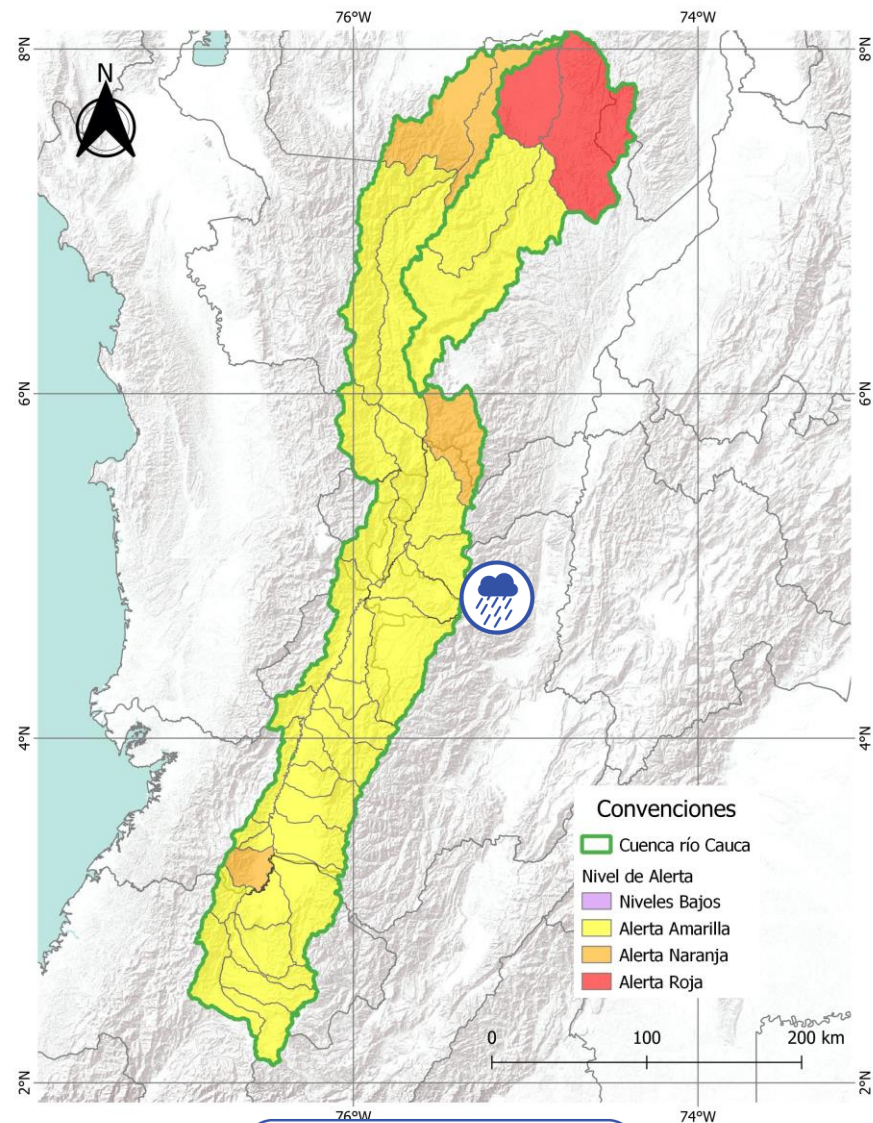 76°W 74°W
8°N 8°N
N
6°N 6°N
4°N 4°N
Convenciones
Cuenca río Cauca
Nivel de Alerta
Niveles Bajos
Alerta Amarilla
Alerta Naranja
Alerta Roja
0 100 200 km
2°N 2°N
76°W 74°W